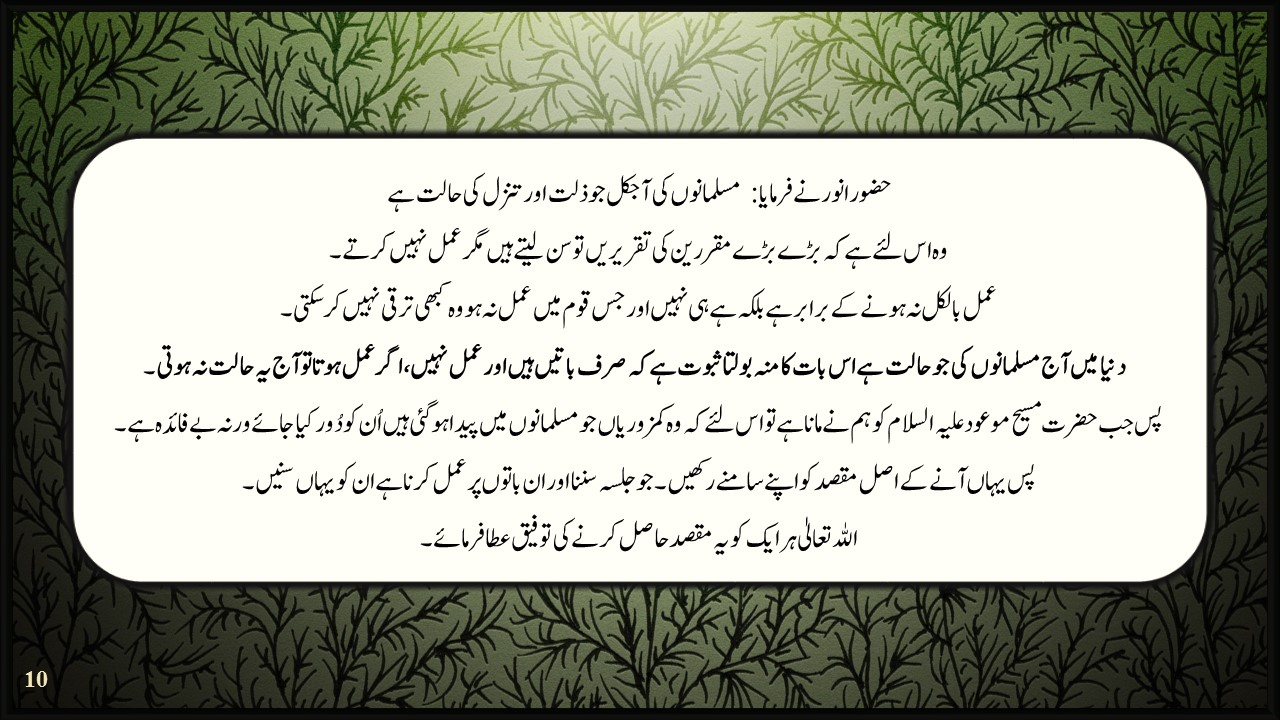 حضور انور نے فرمایا: مسلمانوں کی آجکل جو ذلت اور تنزل کی حالت ہے
وہ اس لئے ہے کہ بڑے بڑے مقررین کی تقریریں تو سن لیتے ہیں مگر عمل نہیں کرتے۔
عمل بالکل نہ ہونے کے برابر ہے بلکہ ہے ہی نہیں اور جس قوم میں عمل نہ ہو وہ کبھی ترقی نہیں کرسکتی۔
دنیا میں آج مسلمانوں کی جو حالت ہے اس بات کا منہ بولتا ثبوت ہے کہ صرف باتیں ہیں اور عمل نہیں، اگر عمل ہوتا تو آج یہ حالت نہ ہوتی۔
پس جب حضرت مسیح موعود علیہ السلام کو ہم نے مانا ہے تو اس لئے کہ وہ کمزوریاں جو مسلمانوں میں پیدا ہوگئی ہیں اُن کو دُور کیا جائے ورنہ بے فائدہ ہے۔
پس یہاں آنے کے اصل مقصد کو اپنے سامنے رکھیں۔ جو جلسہ سننا اور ان باتوں پر عمل کرنا ہے ان کو یہاں سنیں۔
اللہ تعالیٰ ہر ایک کو یہ مقصد حاصل کرنے کی توفیق عطا فرمائے۔
10